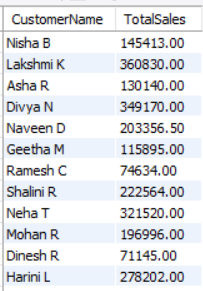 CustomerName TotalSales
Nisha B 145413.00
Lakshmi K 360830.00
Asha R 130140.00
Divya N 349170.00
Naveen D 203356.50
Geetha M 115895.00
Ramesh C 74634.00
Shalini R 222564.00
Neha T 321520.00
Mohan R 196996.00
Dinesh R 71145.00
Harini L 278202.00